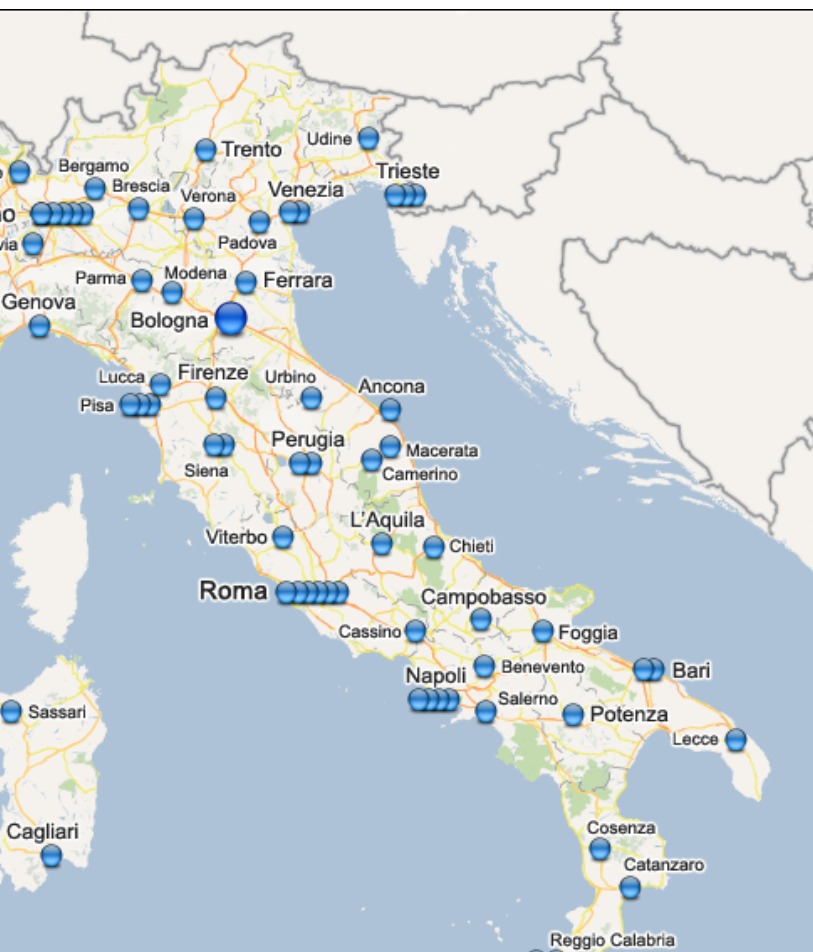 Udine
Trento
Trieste
Bergamo
Brescia
Venezia
Verona
no
via
Padova
Modena
Parma
Ferrara
Genova
Bologna
Firenze
Lucca
Urbino
Ancona
Pisa
Perugia
Macerata
Siena
Camerino
L'Aquila
Viterbo
Chieti
Roma
Campobasso
Cassino
Foggia
Benevento
Bari
Napoli
Salerno
Sassari
Potenza
Lecce
Cosenza
Cagliari
Catanzaro
Reggio Calabria